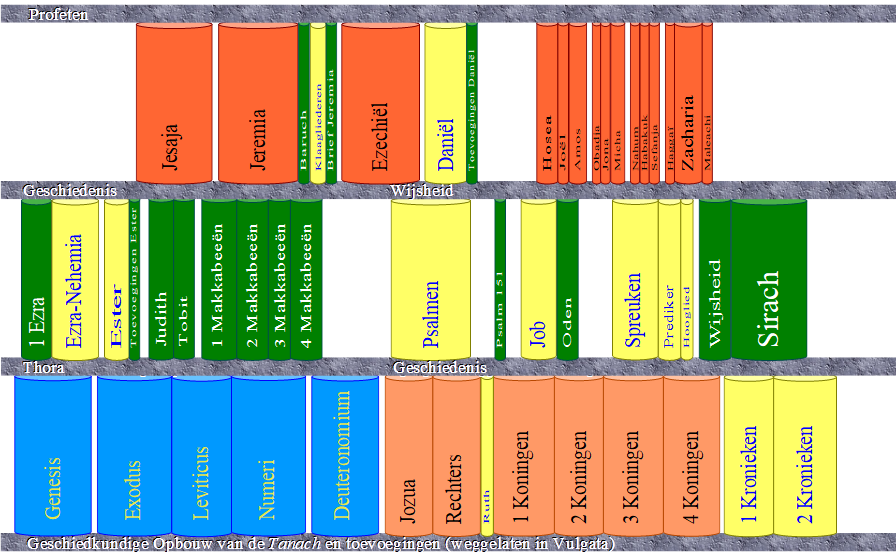 Profeten
Jesaja
Jeremia
Baruch
Klaagliederen
Brief Jeremia
Ezechiël
Daniël
Toevoegingen Daniël
Hosea
Joël
Amos
Obadia
Jona
Micha
Nahum
Habakuk
Sefanja
Haggaï
Zacharia
Maleachi
Geschiedenis
Wijsheid
1 Ezra
Ezra-Nehemia
Ester
Toevoegingen Ester
Judith
Tobit
1 Makkabeeën
2 Makkabeeën
3 Makkabeeën
4 Makkabeeën
Psalmen
Psalm 151
Job
Oden
Spreuken
Prediker
Hooglied
Wijsheid
Sirach
Thora
Geschiedenis
Genesis
Exodus
Leviticus
Numeri
Deuteronomium
Jozua
Rechters
Ruth
1 Koningen
2 Koningen
3 Koningen
4 Koningen
1 Kronieken
2 Kronieken
Geschiedkundige Opbouw van de Tanach en toevoegingen (weggelaten in Vulgata)